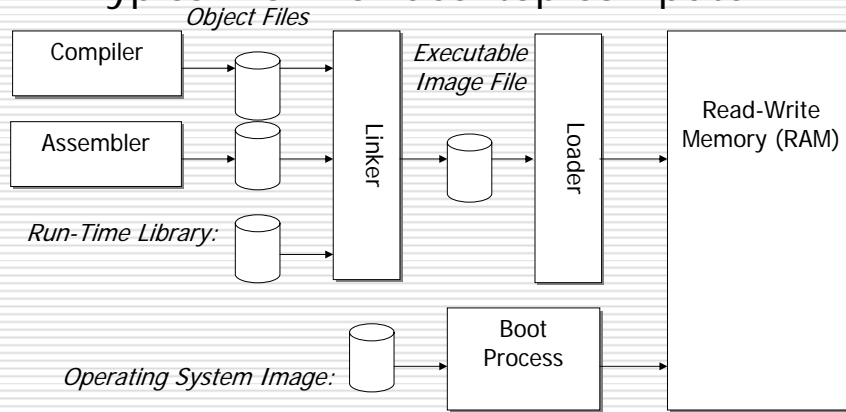 Object Files
Compiler
Executable
Image File
Linker
Loader
Read-Write
Memory (RAM)
Assembler
Run-Time Library:
Boot
Process
Operating System Image: